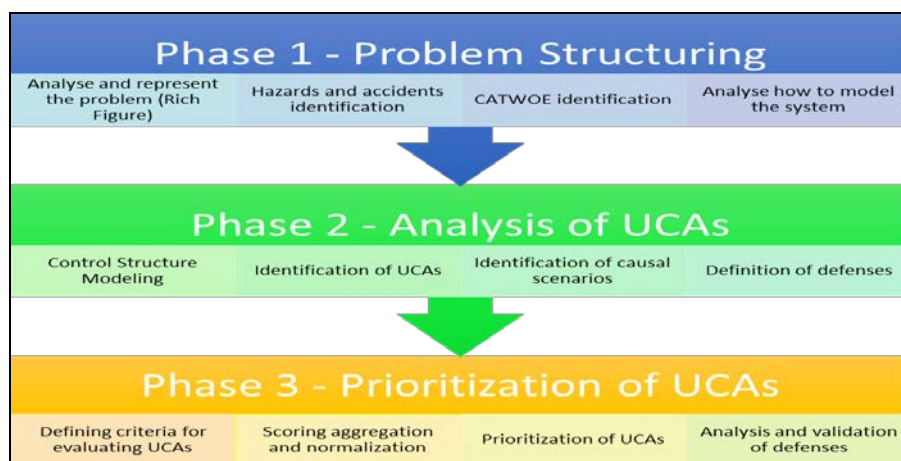 Phase 1 - Problem Structuring
Analyse and represent
the problem (Rich
Figure)
Hazards and accidents
identification
CATWOE identification
Analyse how to model
the system
Phase 2 - Analysis of UCAs
Control Structure
Modeling
Identification of UCAs
Identification of causal
scenarios
Definition of defenses
Phase 3 - Prioritization of UCAs
Defining criteria for
evaluating UCAs
Scoring aggregation
and normalization
Prioritization of UCAs
Analysis and validation
of defenses